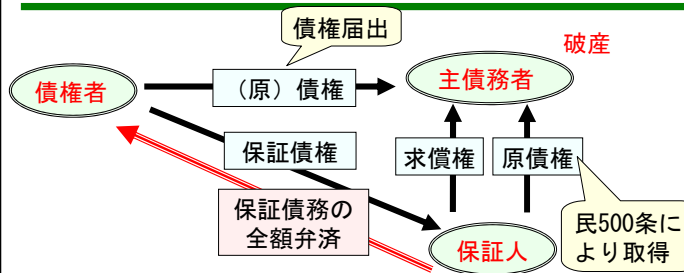 債権届出
破産
債権者
(原)債権
主債務者
保証債権
求償権
原債権
保証債務の
全額弁済
保証人
民500条に
より取得